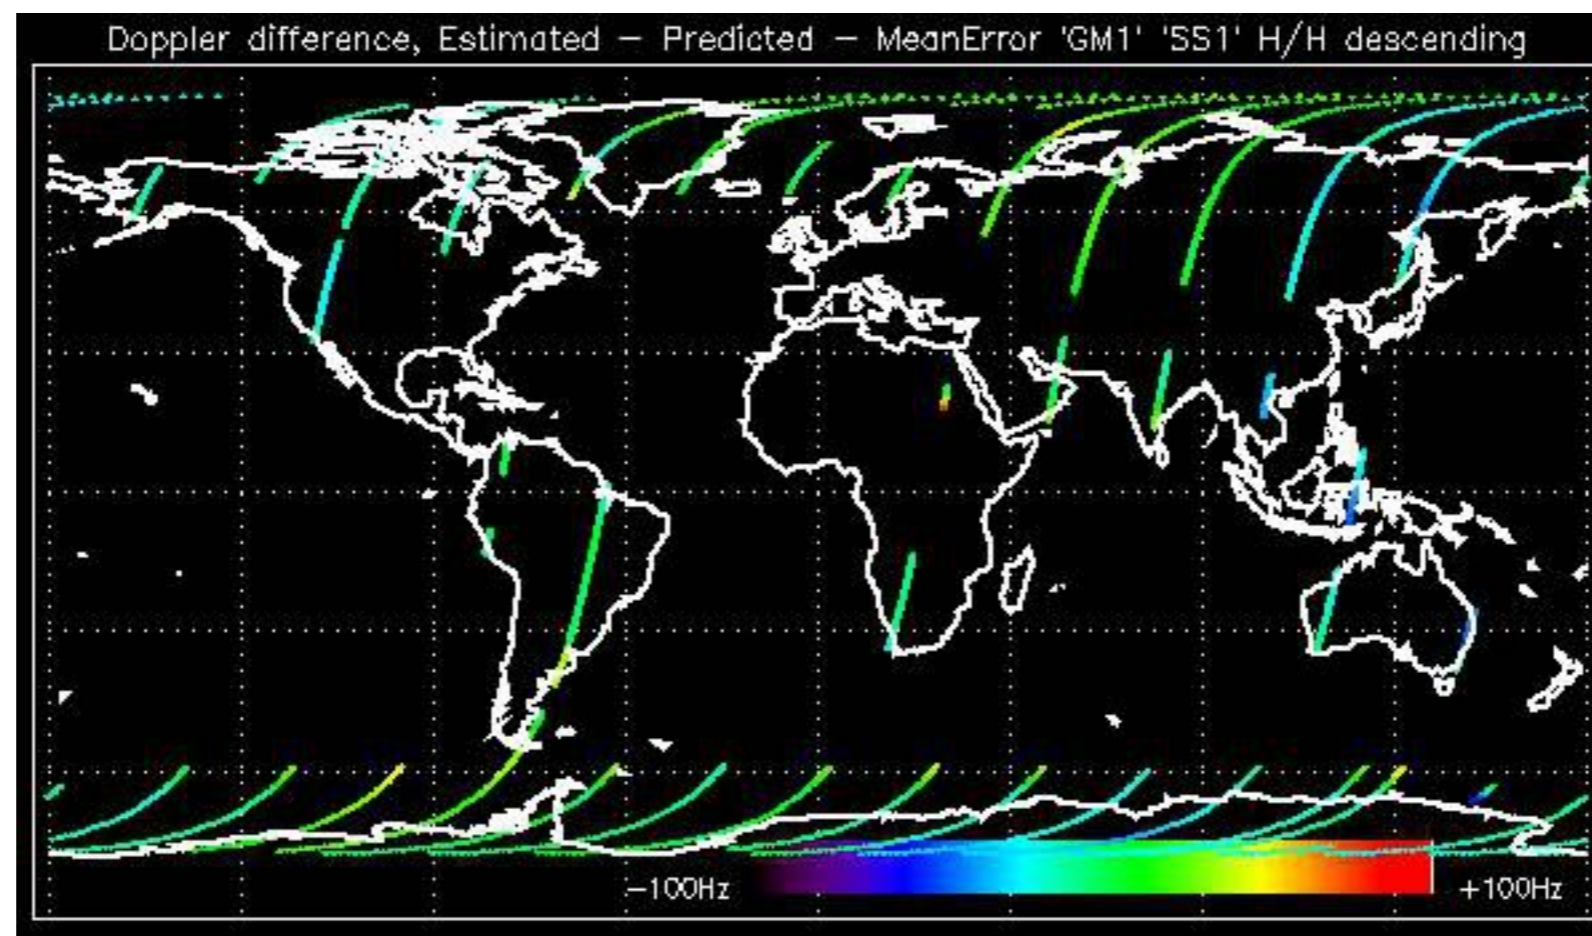 Doppler difference, Estimated – Predicted – MeanError 'GM1' 'SS1' H/H descending
–100Hz +100Hz